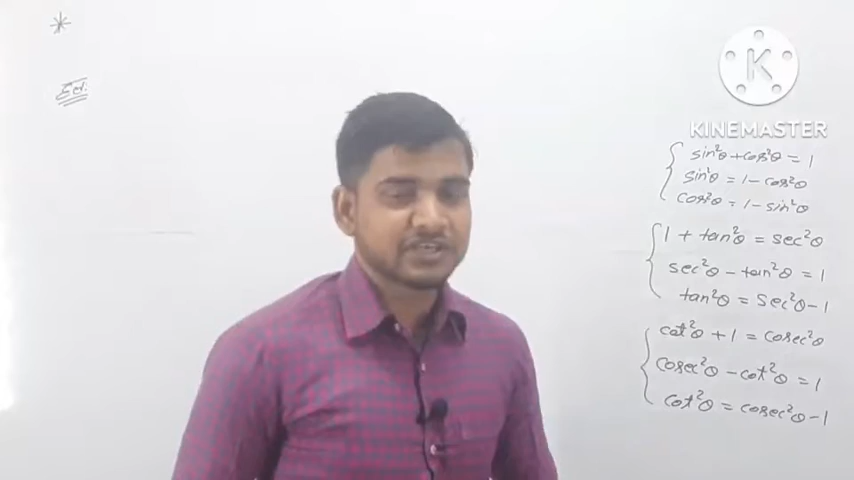 *
हलः
KINEMASTER
sin²θ + cos²θ = 1
sin²θ = 1 - cos²θ
cos²θ = 1 - sin²θ
1 + tan²θ = sec²θ
sec²θ - tan²θ = 1
tan²θ = sec²θ - 1
cot²θ + 1 = cosec²θ
cosec²θ - cot²θ = 1
cot²θ = cosec²θ - 1